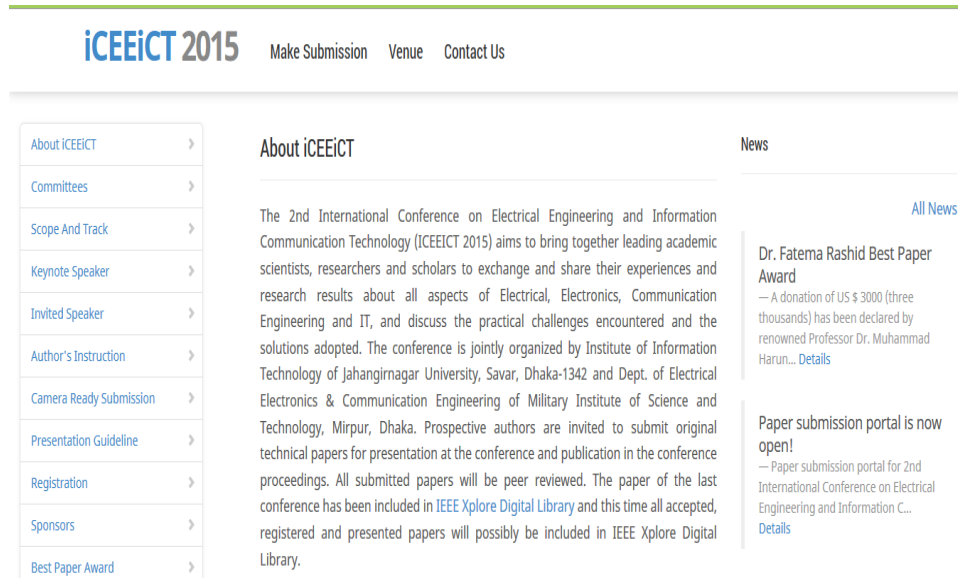 iCEEiCT 2015
Make Submission
Venue
Contact Us
About iCEEiCT
Committees
Scope And Track
Keynote Speaker
Invited Speaker
Author's Instruction
Camera Ready Submission
Presentation Guideline
Registration
Sponsors
Best Paper Award
About iCEEiCT
The 2nd International Conference on Electrical Engineering and Information
Communication Technology (ICEEICT 2015) aims to bring together leading academic
scientists, researchers and scholars to exchange and share their experiences and
research results about all aspects of Electrical, Electronics, Communication
Engineering and IT, and discuss the practical challenges encountered and the
solutions adopted. The conference is jointly organized by Institute of Information
Technology of Jahangirnagar University, Savar, Dhaka-1342 and Dept. of Electrical
Electronics & Communication Engineering of Military Institute of Science and
Technology, Mirpur, Dhaka. Prospective authors are invited to submit original
technical papers for presentation at the conference and publication in the conference
proceedings. All submitted papers will be peer reviewed. The paper of the last
conference has been included in IEEE Xplore Digital Library and this time all accepted,
registered and presented papers will possibly be included in IEEE Xplore Digital
Library.
News
All News
Dr. Fatema Rashid Best Paper
Award
— A donation of US $ 3000 (three
thousands) has been declared by
renowned Professor Dr. Muhammad
Harun... Details
Paper submission portal is now
open!
— Paper submission portal for 2nd
International Conference on Electrical
Engineering and Information C...
Details